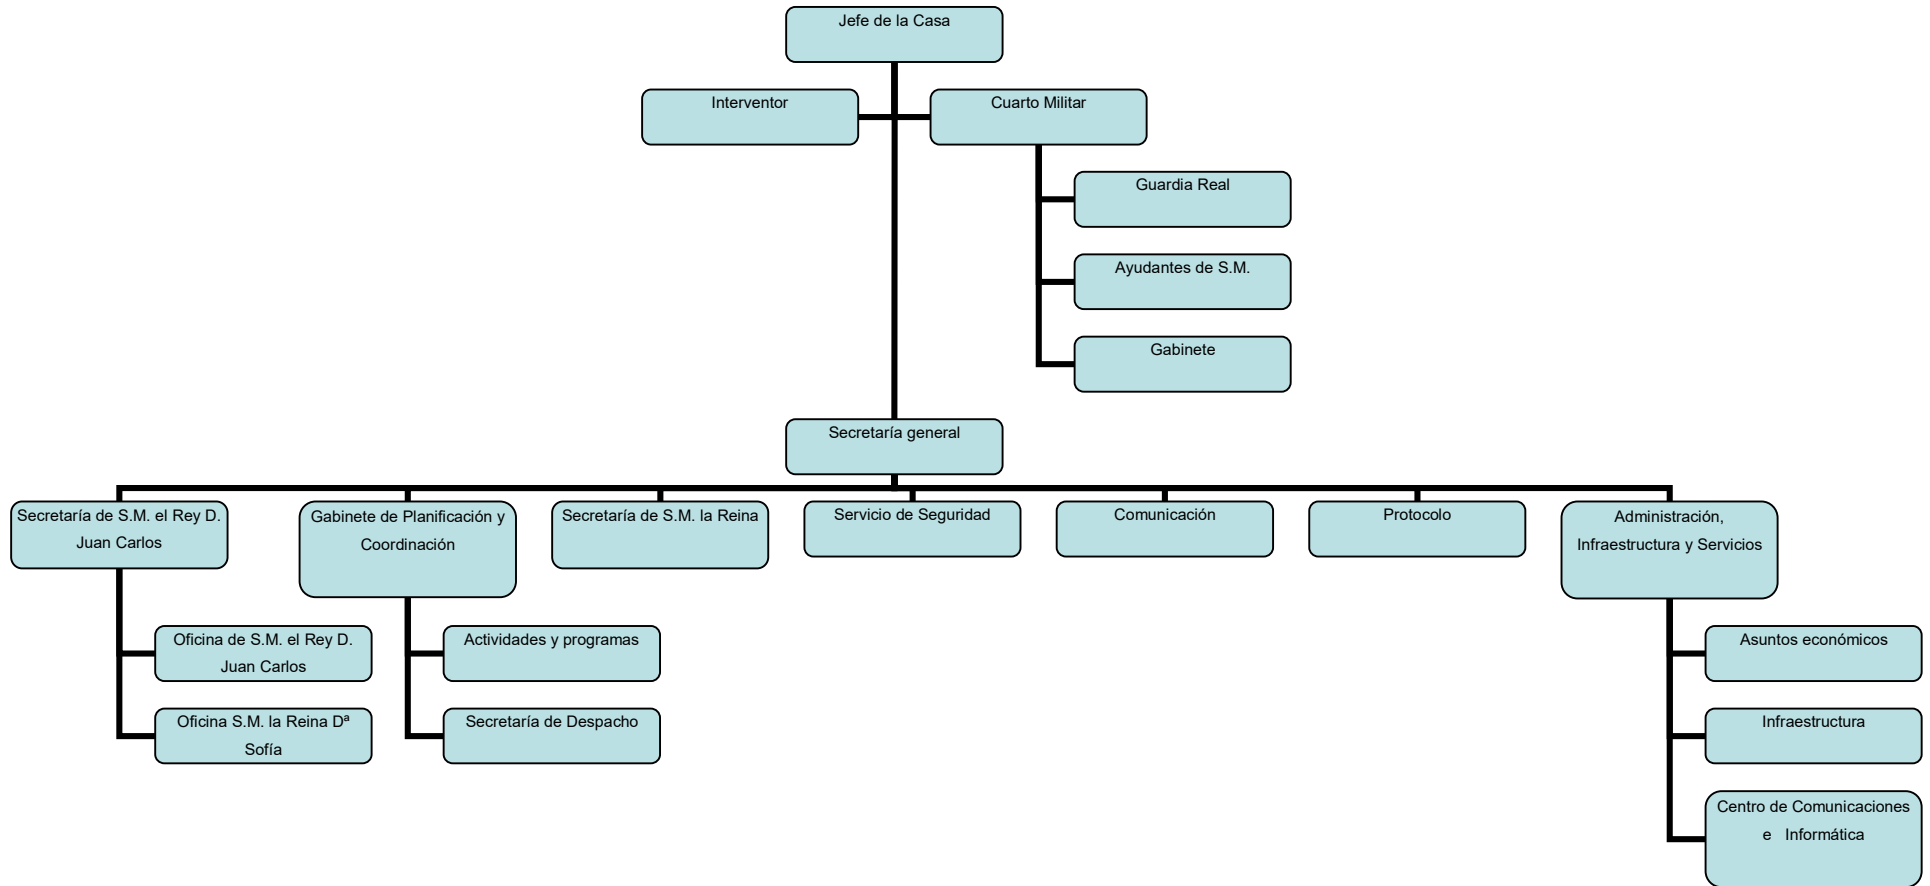 Jefe de la Casa
Interventor
Cuarto Militar
Guardia Real
Ayudantes de S.M.
Gabinete
Secretaría general
Secretaría de S.M. el Rey D.
Juan Carlos
Gabinete de Planificación y
Coordinación
Secretaría de S.M. la Reina
Servicio de Seguridad
Comunicación
Protocolo
Administración,
Infraestructura y Servicios
Oficina de S.M. el Rey D.
Juan Carlos
Oficina S.M. la Reina Dª
Sofía
Actividades y programas
Secretaría de Despacho
Asuntos económicos
Infraestructura
Centro de Comunicaciones
e Informática